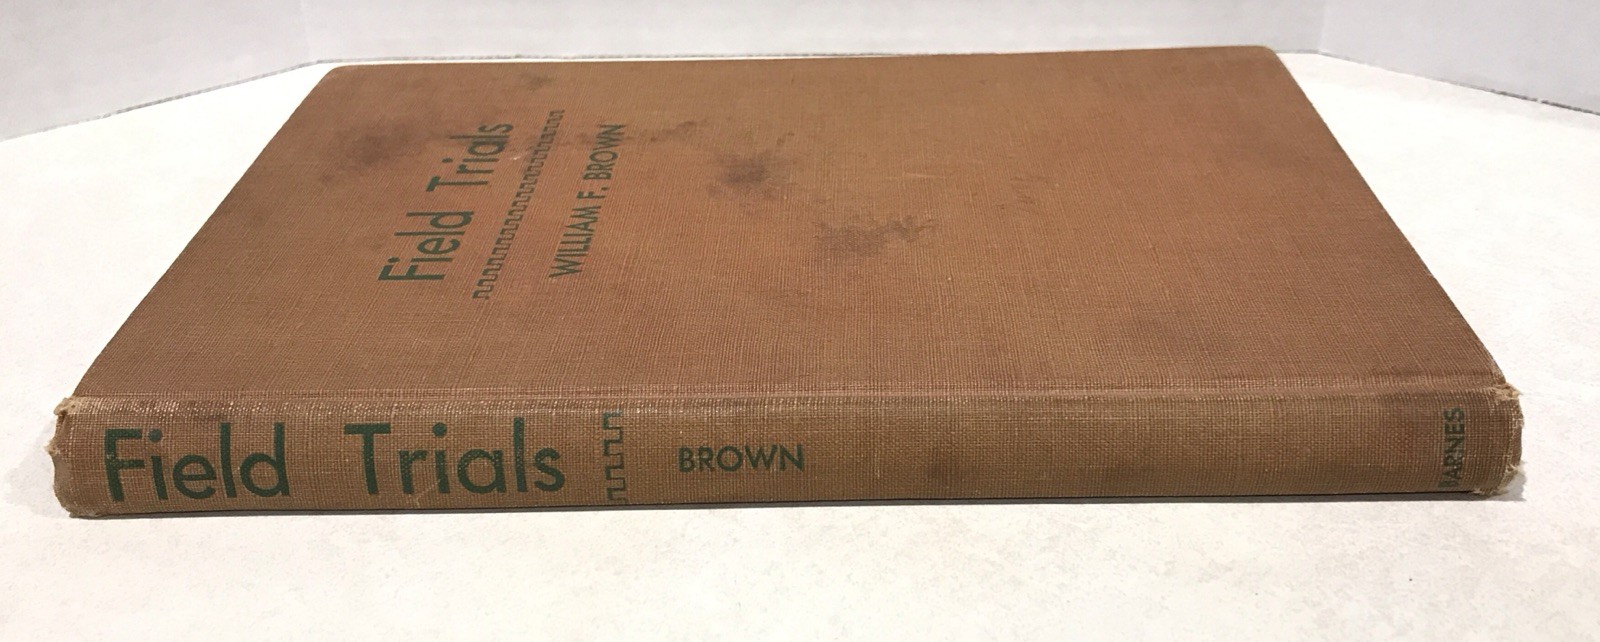 Field Trials
WILLIAM F. BROWN
Field Trials
BROWN
BARNES